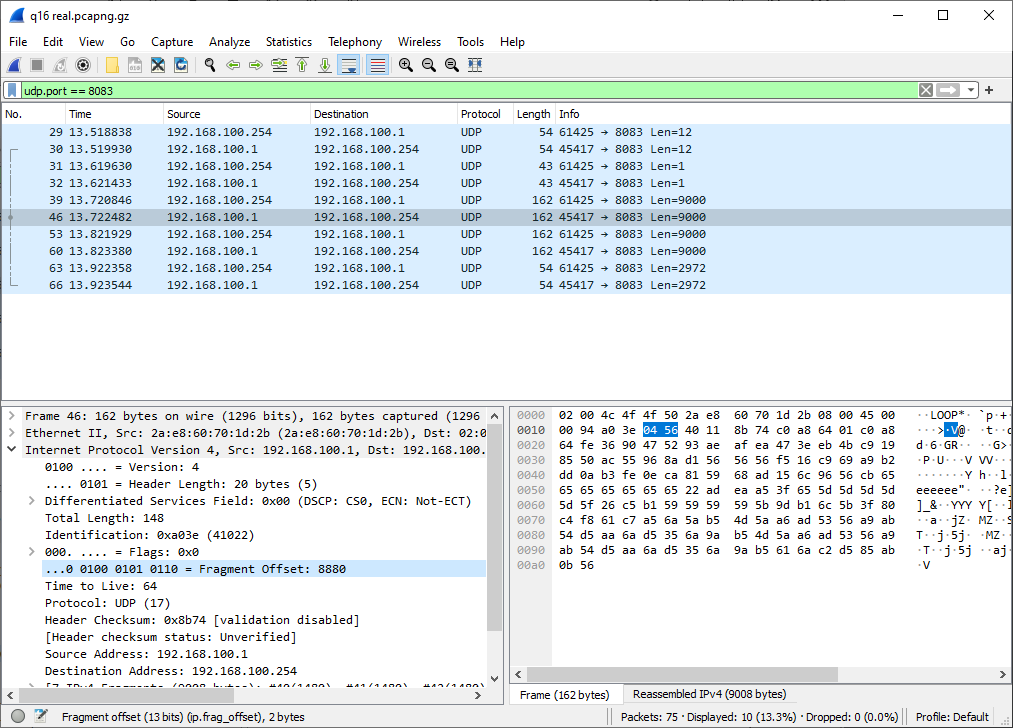 q16 real.pcapng.gz
File Edit View Go Capture Analyze Statistics Telephony Wireless Tools Help
udp.port == 8083
No. Time Source Destination Protocol Length Info
29 13.518838 192.168.100.254 192.168.100.1 UDP 54 61425 → 8083 Len=12
30 13.519930 192.168.100.1 192.168.100.254 UDP 54 45417 → 8083 Len=12
31 13.619630 192.168.100.254 192.168.100.1 UDP 43 61425 → 8083 Len=1
32 13.621433 192.168.100.1 192.168.100.254 UDP 43 45417 → 8083 Len=1
39 13.720846 192.168.100.254 192.168.100.1 UDP 162 61425 → 8083 Len=9000
46 13.722482 192.168.100.1 192.168.100.254 UDP 162 45417 → 8083 Len=9000
53 13.821929 192.168.100.254 192.168.100.1 UDP 162 61425 → 8083 Len=9000
60 13.823380 192.168.100.1 192.168.100.254 UDP 162 45417 → 8083 Len=9000
63 13.922358 192.168.100.254 192.168.100.1 UDP 54 61425 → 8083 Len=2972
66 13.923544 192.168.100.1 192.168.100.254 UDP 54 45417 → 8083 Len=2972
Frame 46: 162 bytes on wire (1296 bits), 162 bytes captured (1296
Ethernet II, Src: 2a:e8:60:70:1d:2b (2a:e8:60:70:1d:2b), Dst: 02:0
Internet Protocol Version 4, Src: 192.168.100.1, Dst: 192.168.100.
0100 .... = Version: 4
.... 0101 = Header Length: 20 bytes (5)
Differentiated Services Field: 0x00 (DSCP: CS0, ECN: Not-ECT)
Total Length: 148
Identification: 0xa03e (41022)
000. .... = Flags: 0x0
...0 0100 0101 0110 = Fragment Offset: 8880
Time to Live: 64
Protocol: UDP (17)
Header Checksum: 0x8b74 [validation disabled]
[Header checksum status: Unverified]
Source Address: 192.168.100.1
Destination Address: 192.168.100.254
[7 IPv4 Fragments (9008 bytes): #40(1480), #41(1480), #42(1480)
0000 02 00 4c 4f 4f 50 2a e8 60 70 1d 2b 08 00 45 00 ··LOOP*· `p·+
0010 00 94 a0 3e 04 56 40 11 8b 74 c0 a8 64 01 c0 a8 ···>·V@· ·t··d
0020 64 fe 36 90 47 52 93 ae af ea 47 3e eb 4b c9 19 d·6·GR·· ··G>
0030 85 50 ac 55 96 8a d1 56 56 56 f5 16 c9 69 a9 b2 ·P·U···V VV··
0040 dd 0a b3 fe 0e ca 81 59 68 ad 15 6c 96 56 cb 65 ·······Y h··l
0050 65 65 65 65 65 65 22 ad ea a5 3f 65 5d 5d 5d 5d eeeeee"· ··?e]
0060 5d 5f 26 c5 b1 59 59 59 59 5b 9d b1 6c 5b 3f 80 ]_&··YYY Y[··l
0070 c4 f8 61 c7 a5 6a 5a b5 4d 5a a6 ad 53 56 a9 ab ··a··jZ· MZ··S
0080 54 d5 aa 6a d5 35 6a 9a b5 4d 5a a6 ad 53 56 a9 T··j·5j· ·MZ··
0090 ab 54 d5 aa 6a d5 35 6a 9a b5 61 6a c2 d5 85 ab ·T··j·5j ··aj·
00a0 0b 56 ·V
Frame (162 bytes) Reassembled IPv4 (9008 bytes)
Fragment offset (13 bits) (ip.frag_offset), 2 bytes Packets: 75 · Displayed: 10 (13.3%) · Dropped: 0 (0.0%) Profile: Default